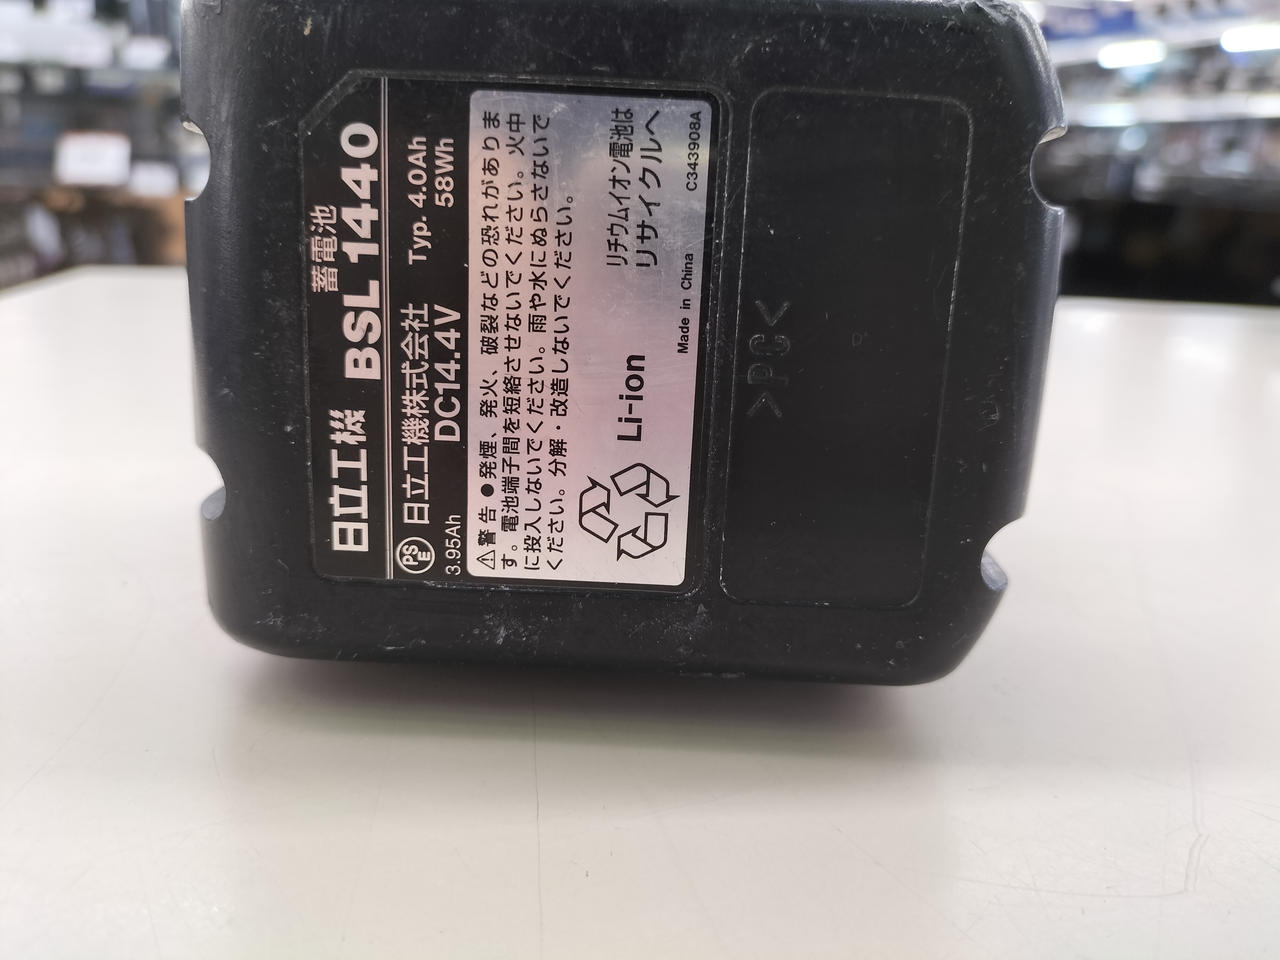 日立工機 蓄電池 BSL 1440
PSE 日立工機株式会社 Typ. 4.0Ah
3.95Ah DC14.4V 58Wh
⚠警告●発煙、発火、破裂などの恐れがありま
す。電池端子間を短絡させないでください。火中
に投入しないでください。雨や水にぬらさないで
ください。分解・改造しないでください。
Li-ion
リチウムイオン電池は
リサイクルへ
Made in China C343908A
>PC<